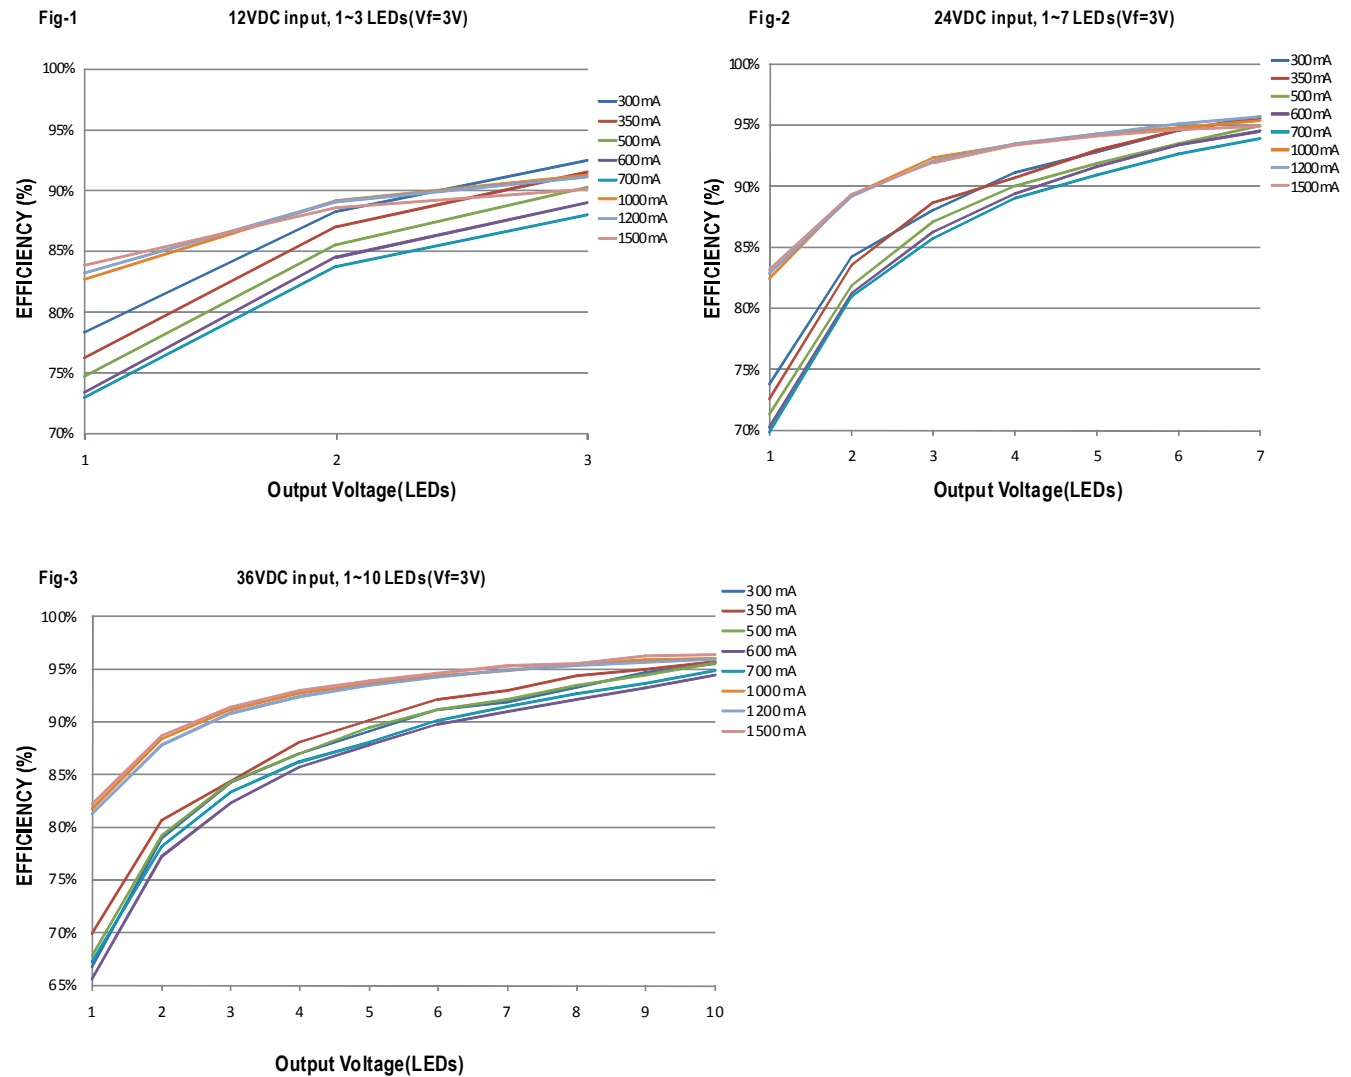 Fig-1
12VDC input, 1~3 LEDs(Vf=3V)
100%
95%
90%
85%
80%
75%
70%
EFFICIENCY (%)
1
2
3
Output Voltage(LEDs)
300mA
350mA
500mA
600mA
700mA
1000mA
1200mA
1500mA
Fig-2
24VDC input, 1~7 LEDs(Vf=3V)
100%
95%
90%
85%
80%
75%
70%
EFFICIENCY (%)
1
2
3
4
5
6
7
Output Voltage(LEDs)
300mA
350mA
500mA
600mA
700mA
1000mA
1200mA
1500mA
Fig-3
36VDC input, 1~10 LEDs(Vf=3V)
100%
95%
90%
85%
80%
75%
70%
65%
EFFICIENCY (%)
1
2
3
4
5
6
7
8
9
10
Output Voltage(LEDs)
300 mA
350 mA
500 mA
600 mA
700 mA
1000 mA
1200 mA
1500 mA